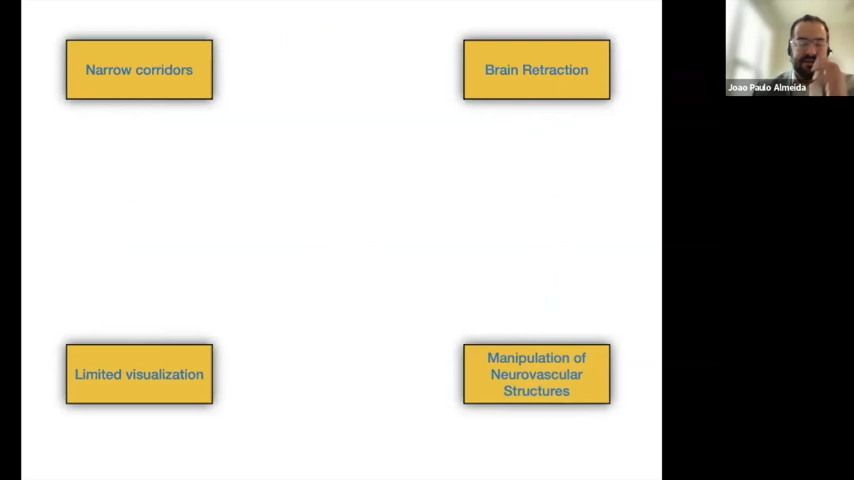 Narrow corridors
Brain Retraction
Joao Paulo Almeida
Limited visualization
Manipulation of
Neurovascular
Structures